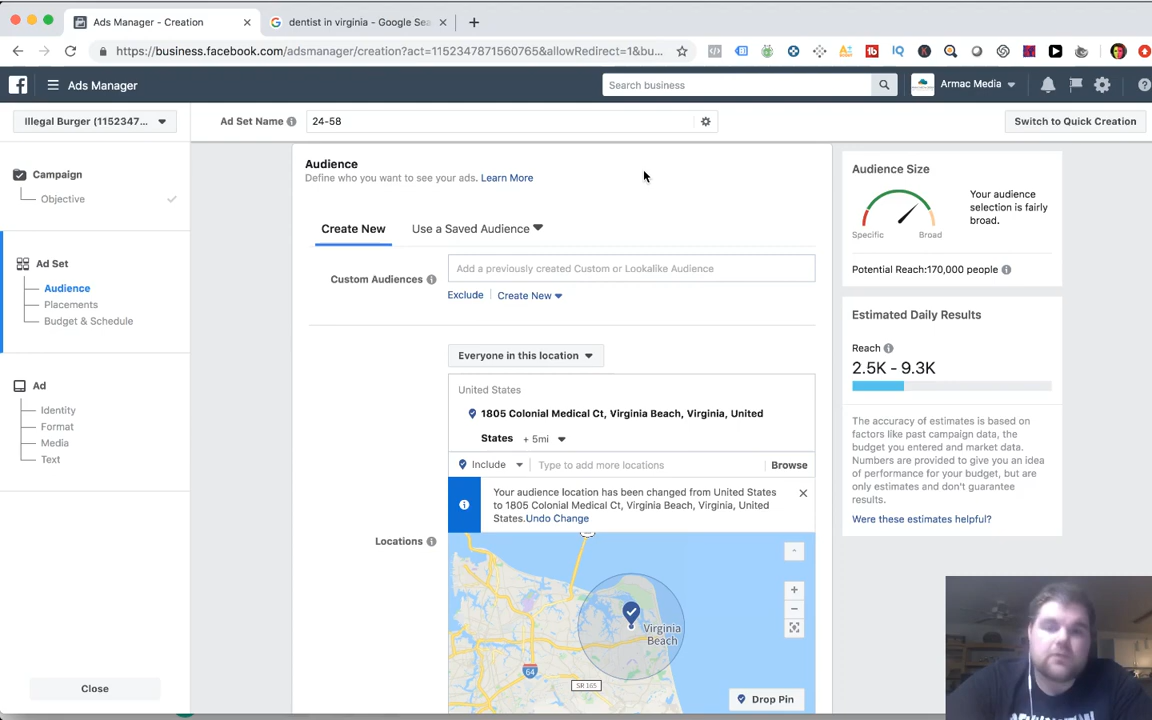 Ads Manager - Creation
dentist in virginia - Google Sea
https://business.facebook.com/adsmanager/creation?act=1152347871560765&allowRedirect=1&bu...
Ads Manager
Search business
Armac Media
Illegal Burger (1152347...
Ad Set Name
24-58
Switch to Quick Creation
Campaign
Objective
Ad Set
Audience
Placements
Budget & Schedule
Ad
Identity
Format
Media
Text
Close
Audience
Define who you want to see your ads. Learn More
Create New
Use a Saved Audience
Custom Audiences
Add a previously created Custom or Lookalike Audience
Exclude
Create New
Everyone in this location
United States
1805 Colonial Medical Ct, Virginia Beach, Virginia, United
States + 5mi
Include
Type to add more locations
Browse
Your audience location has been changed from United States
to 1805 Colonial Medical Ct, Virginia Beach, Virginia, United
States.Undo Change
Locations
Virginia
Beach
64
SR 165
Drop Pin
Audience Size
Specific
Broad
Your audience
selection is fairly
broad.
Potential Reach:170,000 people
Estimated Daily Results
Reach
2.5K - 9.3K
The accuracy of estimates is based on
factors like past campaign data, the
budget you entered and market data.
Numbers are provided to give you an idea
of performance for your budget, but are
only estimates and don't guarantee
results.
Were these estimates helpful?